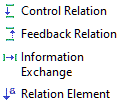 Control Relation
Feedback Relation
Information
Exchange
Relation Element